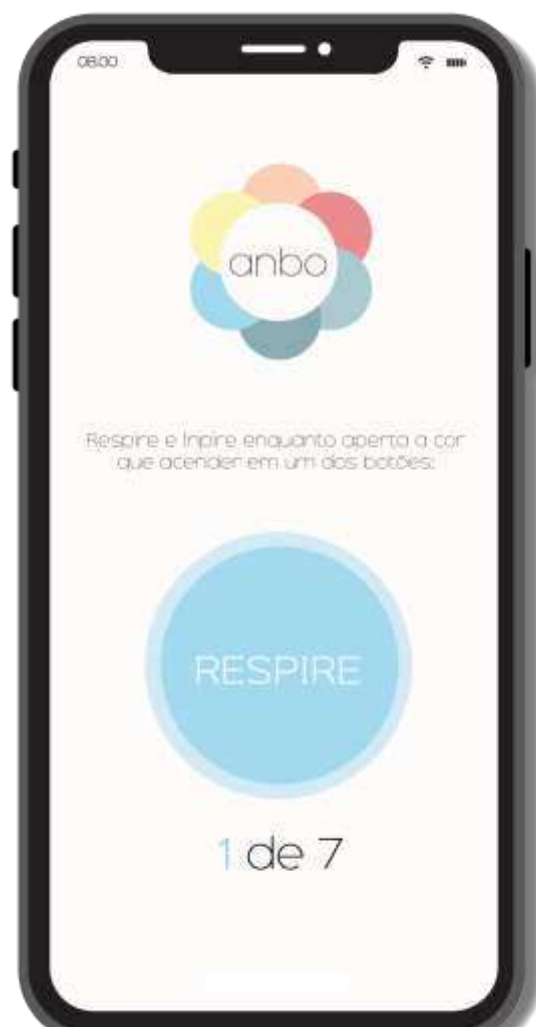 08:00
anbo
Respire e Inpire enquanto aperta a cor
que acender em um dos botões:
RESPIRE
1 de 7